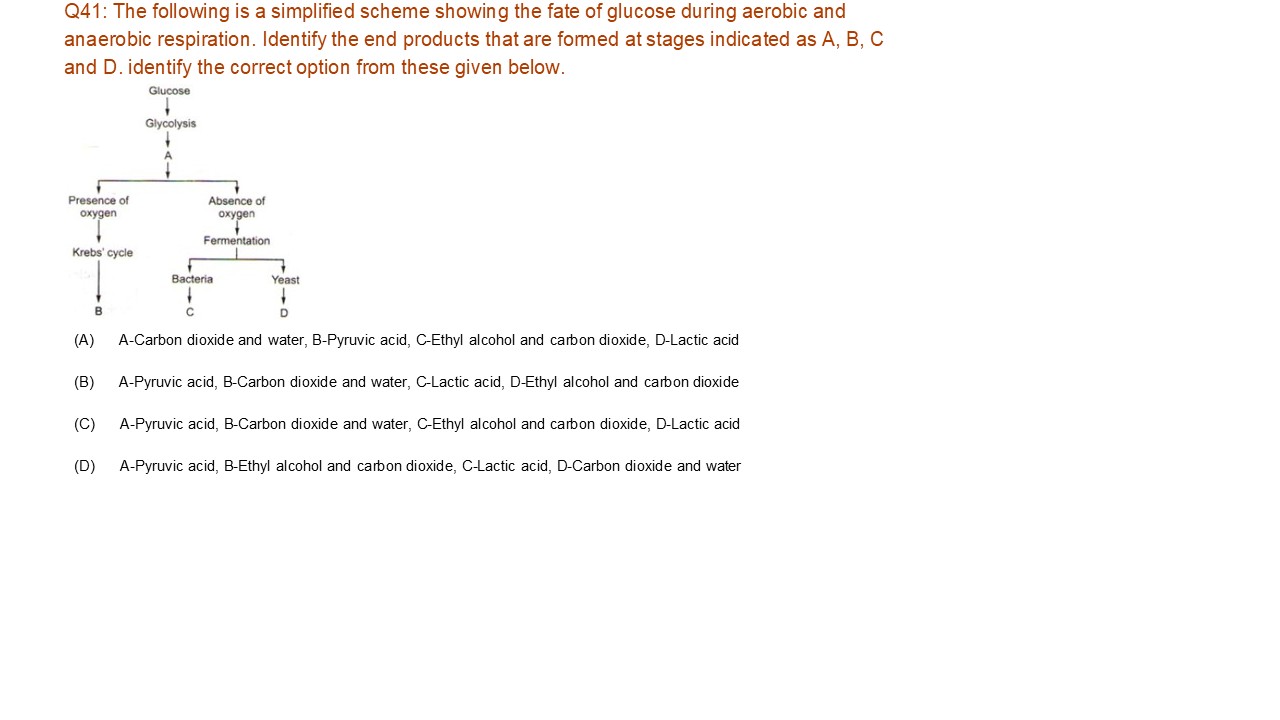 Q41: The following is a simplified scheme showing the fate of glucose during aerobic and
anaerobic respiration. Identify the end products that are formed at stages indicated as A, B, C
and D. identify the correct option from these given below.
Glucose
Glycolysis
A
Presence of
oxygen
Absence of
oxygen
Krebs' cycle
Fermentation
Bacteria
Yeast
B
C
D
(A) A-Carbon dioxide and water, B-Pyruvic acid, C-Ethyl alcohol and carbon dioxide, D-Lactic acid
(B) A-Pyruvic acid, B-Carbon dioxide and water, C-Lactic acid, D-Ethyl alcohol and carbon dioxide
(C) A-Pyruvic acid, B-Carbon dioxide and water, C-Ethyl alcohol and carbon dioxide, D-Lactic acid
(D) A-Pyruvic acid, B-Ethyl alcohol and carbon dioxide, C-Lactic acid, D-Carbon dioxide and water